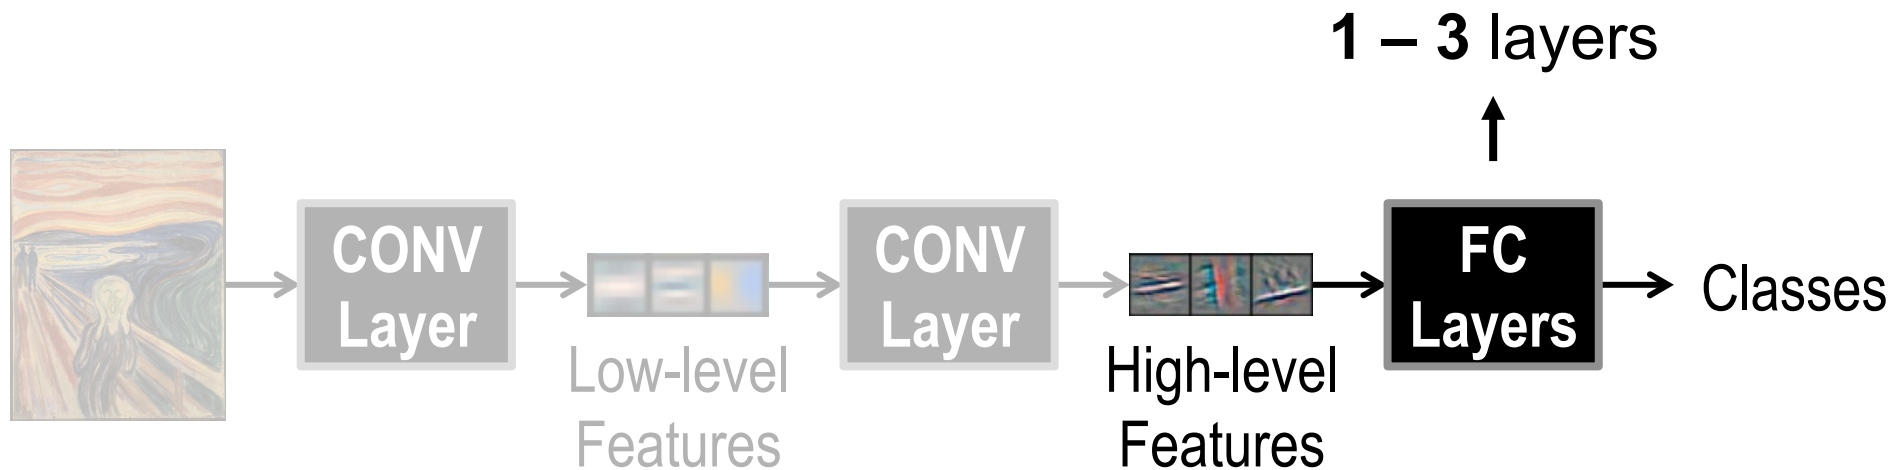 1 – 3 layers
CONV
Layer
Low-level
Features
CONV
Layer
High-level
Features
FC
Layers
Classes